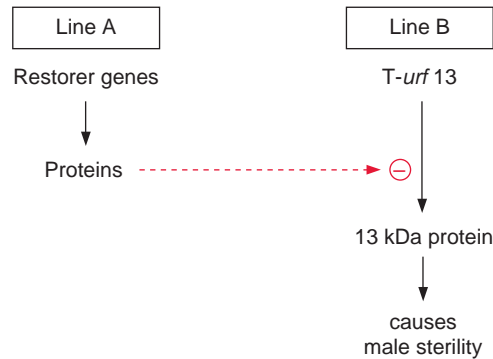 Line A
Line B
Restorer genes
T-urf 13
Proteins
−
13 kDa protein
causes
male sterility